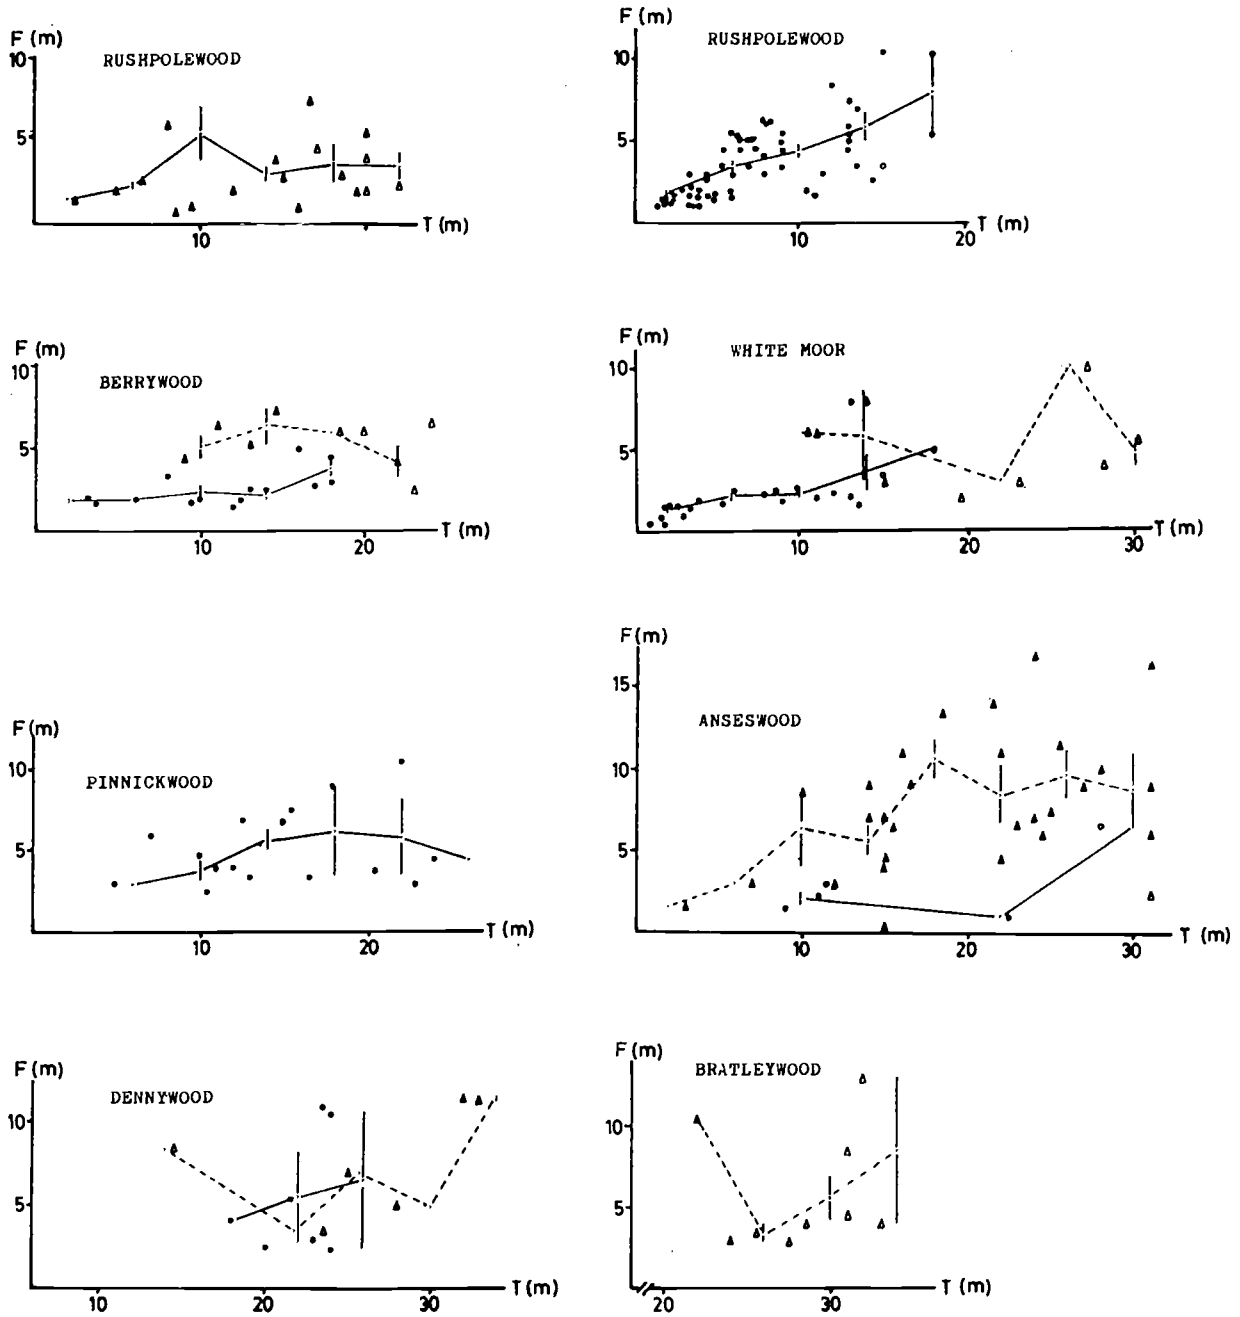 F (m)
RUSHPOLEWOOD
10
5
10
T (m)
F (m)
RUSHPOLEWOOD
10
5
10
20
T (m)
F (m)
BERRYWOOD
10
5
10
20
T (m)
F (m)
WHITE MOOR
10
5
10
20
30
T (m)
F (m)
PINNICKWOOD
10
5
10
20
T (m)
F (m)
ANSESWOOD
15
10
5
10
20
30
T (m)
F (m)
DENNYWOOD
10
5
10
20
30
T (m)
F (m)
BRATLEYWOOD
10
5
20
30
T (m)